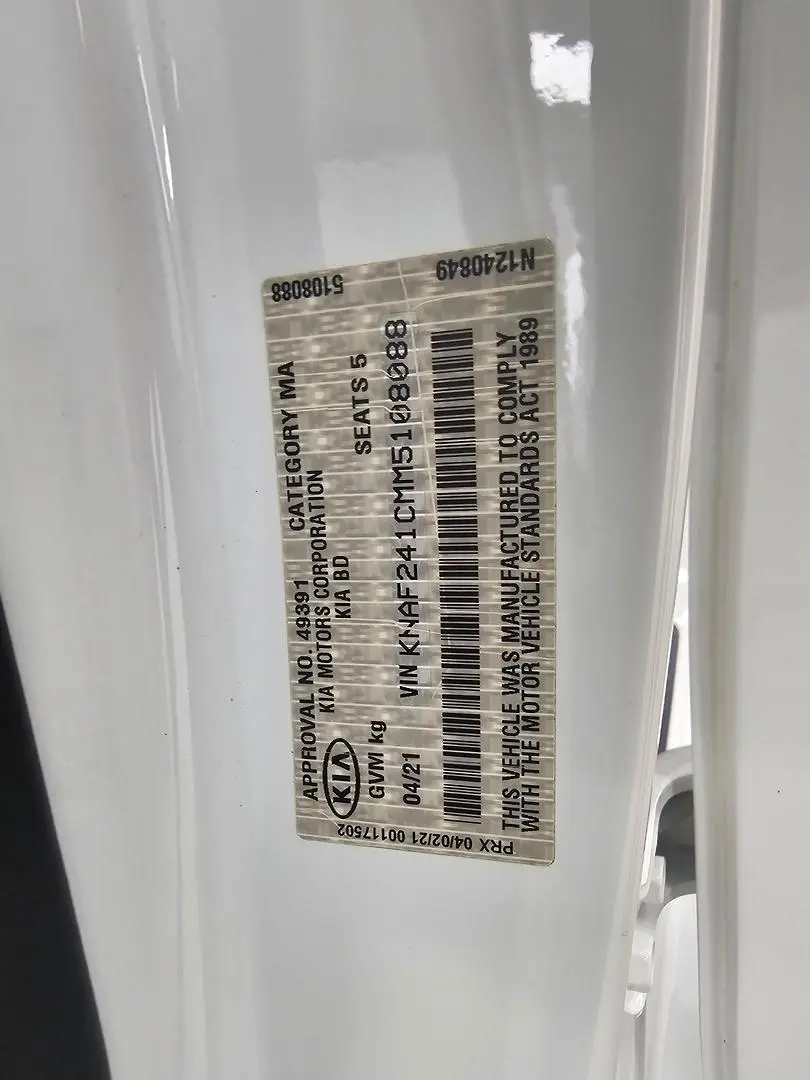 APPROVAL NO. 49391 CATEGORY MA
KIA MOTORS CORPORATION
KIA KIA BD
GVM kg SEATS 5
04/21 VIN KNAF241CMM5108088
THIS VEHICLE WAS MANUFACTURED TO COMPLY
WITH THE MOTOR VEHICLE STANDARDS ACT 1989
5108088
N1240849
PRX 04/02/21 00117502